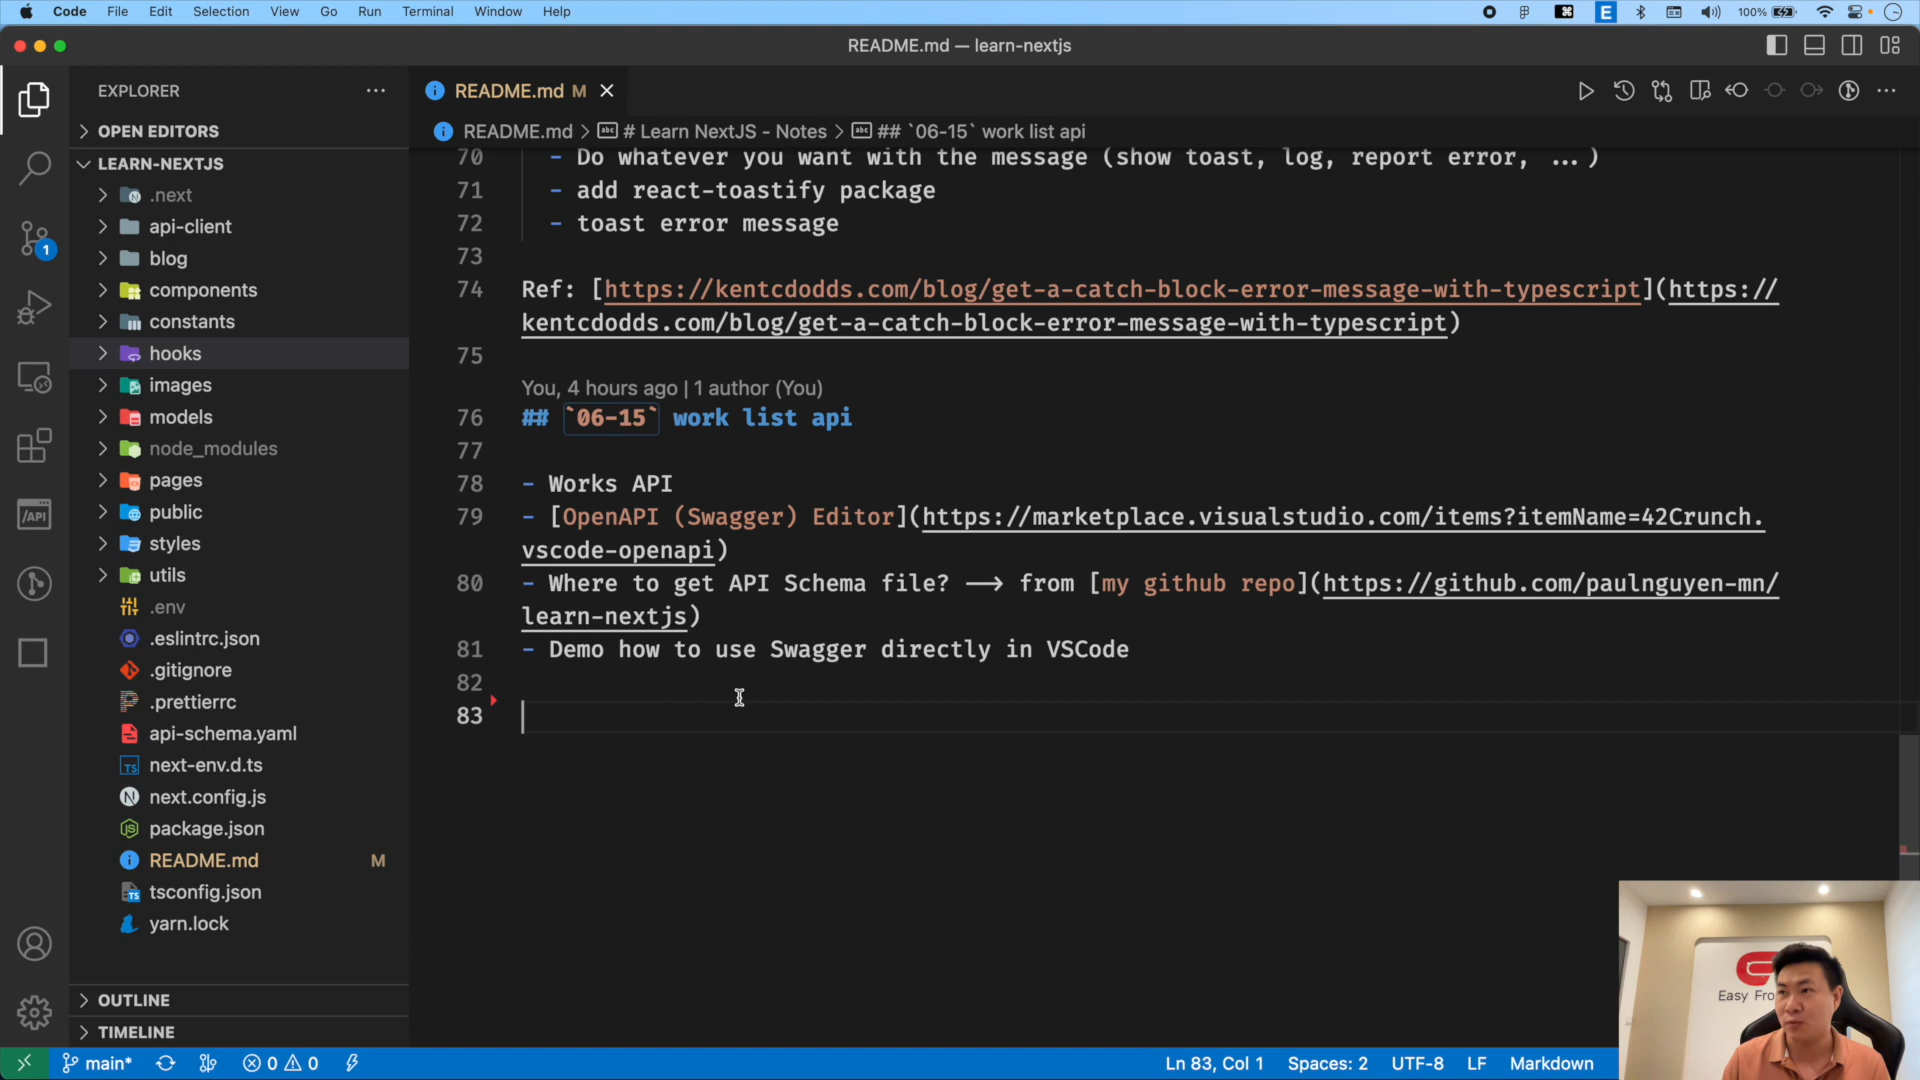 Code File Edit Selection View Go Run Terminal Window Help
E 100%
README.md — learn-nextjs
EXPLORER
README.md M
OPEN EDITORS
README.md > # Learn NextJS - Notes > ## `06-15` work list api
LEARN-NEXTJS
.next
api-client
blog
components
constants
hooks
images
models
node_modules
pages
public
styles
utils
.env
.eslintrc.json
.gitignore
.prettierrc
api-schema.yaml
next-env.d.ts
next.config.js
package.json
README.md M
tsconfig.json
yarn.lock
OUTLINE
TIMELINE
1
/API
70 - Do whatever you want with the message (show toast, log, report error, ...)
71 - add react-toastify package
72 - toast error message
73
74 Ref: [https://kentcdodds.com/blog/get-a-catch-block-error-message-with-typescript](https://
kentcdodds.com/blog/get-a-catch-block-error-message-with-typescript)
75
You, 4 hours ago | 1 author (You)
76 ## `06-15` work list api
77
78 - Works API
79 - [OpenAPI (Swagger) Editor](https://marketplace.visualstudio.com/items?itemName=42Crunch.
vscode-openapi)
80 - Where to get API Schema file? ⟶ from [my github repo](https://github.com/paulnguyen-mn/
learn-nextjs)
81 - Demo how to use Swagger directly in VSCode
82
83
Easy Fro
main* 0 0 Ln 83, Col 1 Spaces: 2 UTF-8 LF Markdown